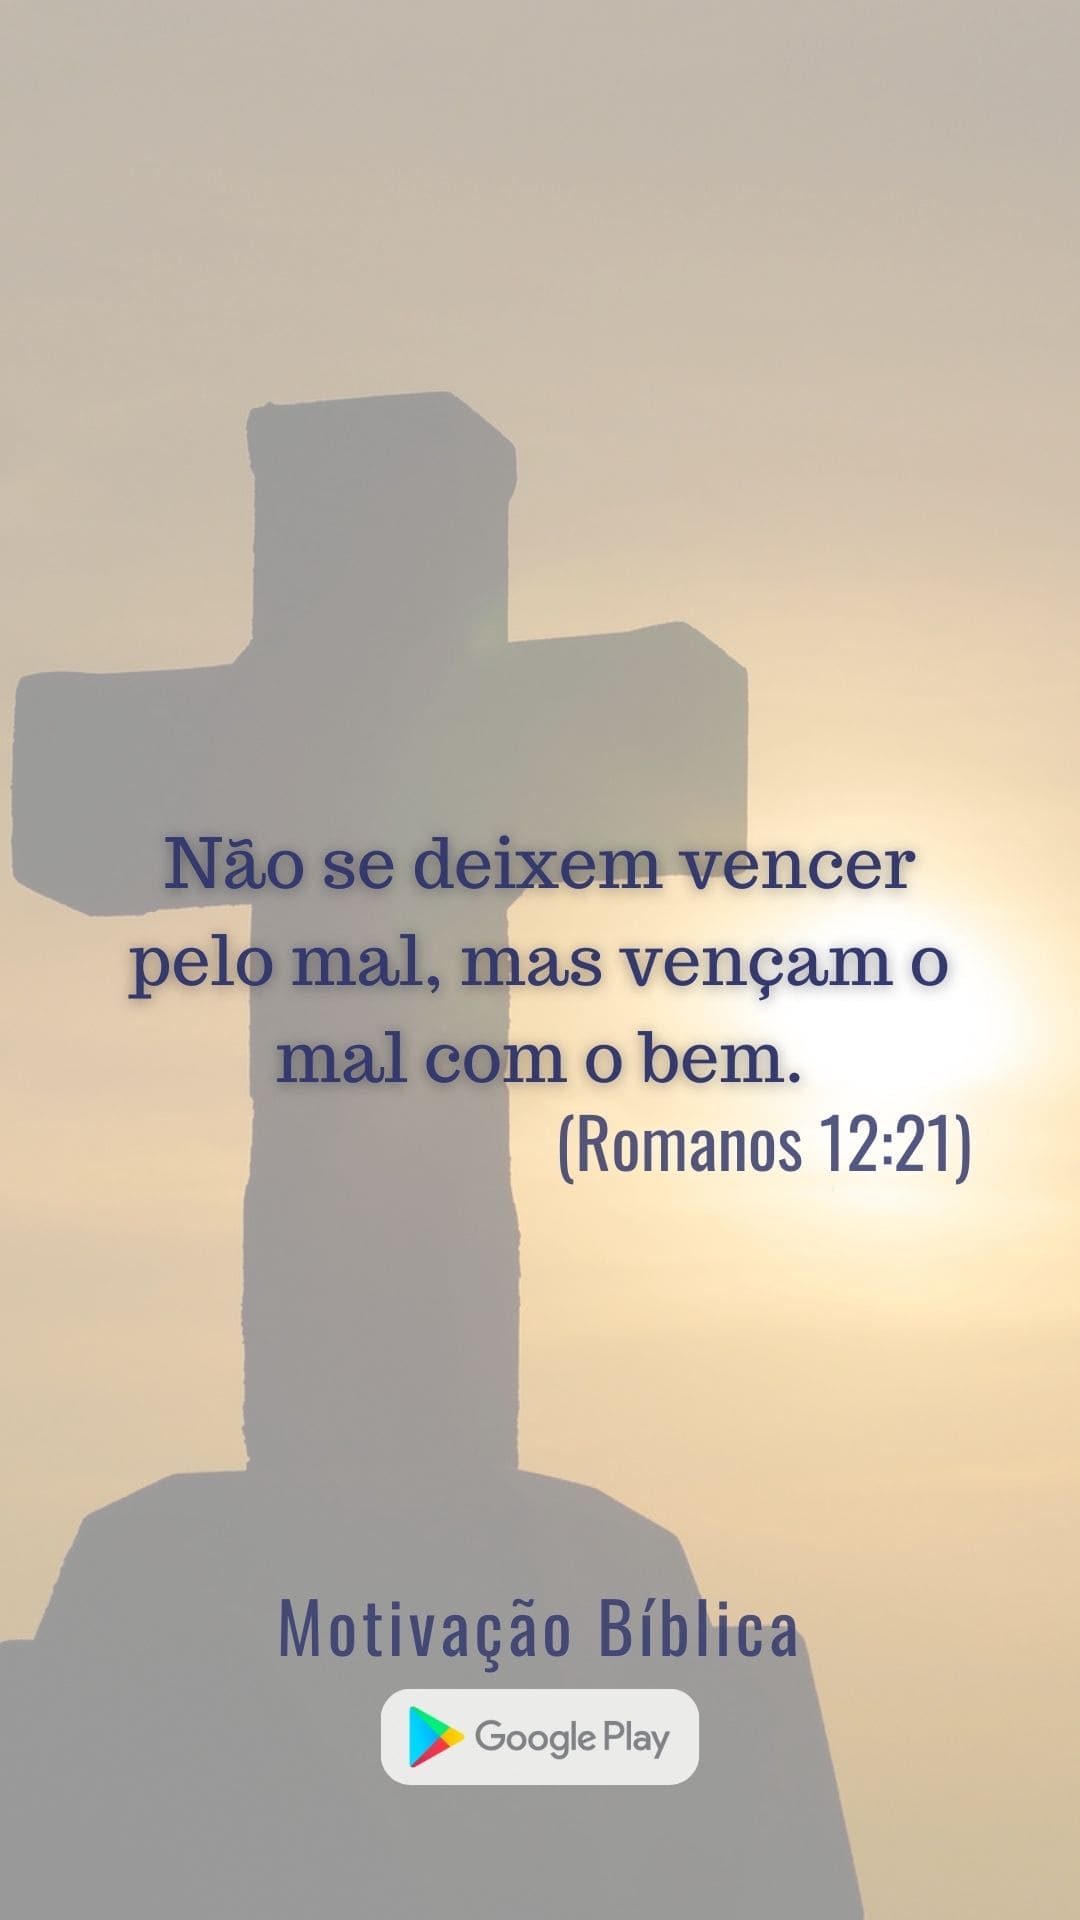 Não se deixem vencer
pelo mal, mas vençam o
mal com o bem.
(Romanos 12:21)
Motivação Bíblica
Google Play